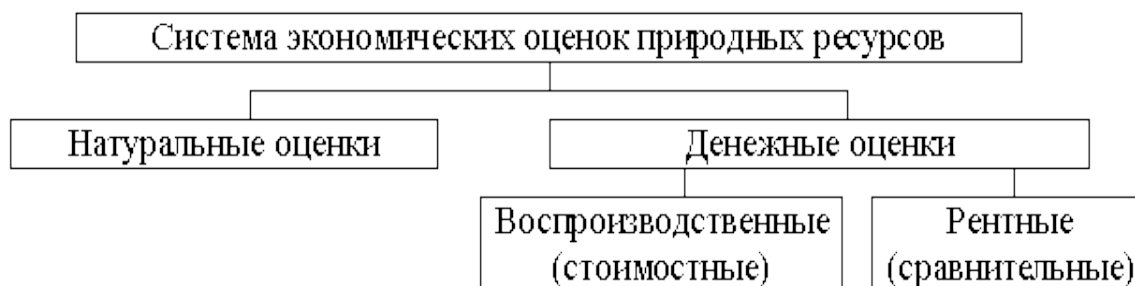 Система экономических оценок природных ресурсов
Натуральные оценки
Денежные оценки
Воспроизводственные
(стоимостные)
Рентные
(сравнительные)